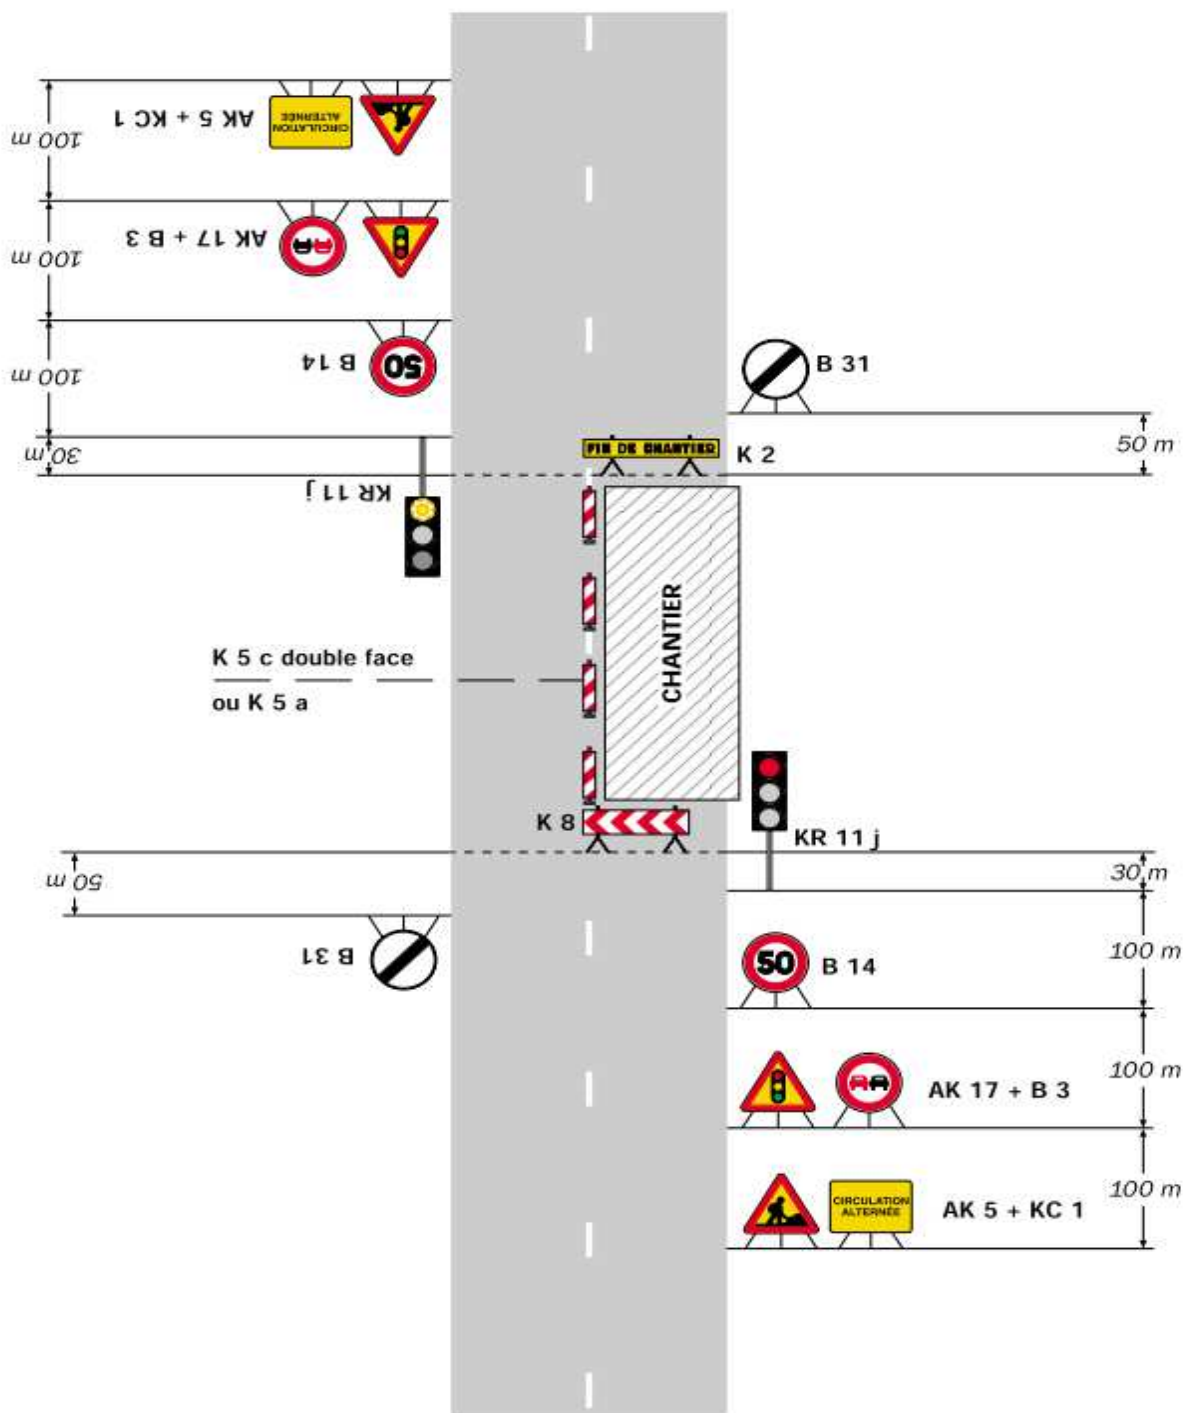 AK 5 + KC 1
CIRCULATION
ALTERNÉE
100 m
AK 17 + B 3
100 m
B 14
50
100 m
30 m
KR 11 j
B 31
50 m
FIN DE CHANTIER
K 2
CHANTIER
K 5 c double face
ou K 5 a
K 8
KR 11 j
30 m
50 m
B 31
50
B 14
100 m
AK 17 + B 3
100 m
CIRCULATION
ALTERNÉE
AK 5 + KC 1
100 m